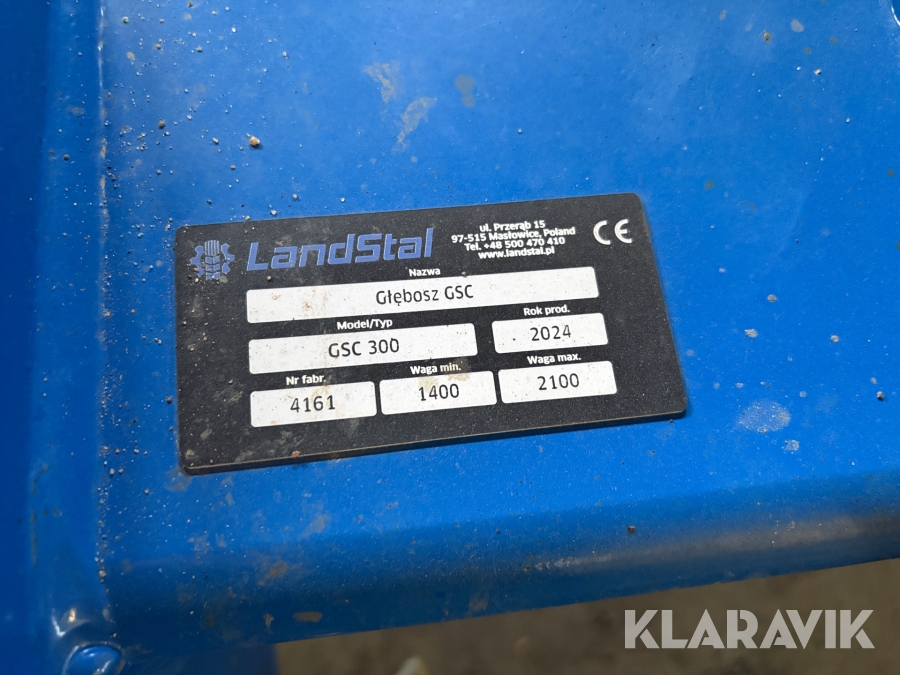 LandStal
ul. Przerąb 15
97-515 Masłowice, Poland
Tel. +48 500 470 410
www.landstal.pl
CE
Nazwa
Głębosz GSC
Model/Typ
GSC 300
Rok prod.
2024
Nr fabr.
4161
Waga min.
1400
Waga max.
2100
KLARAVIK